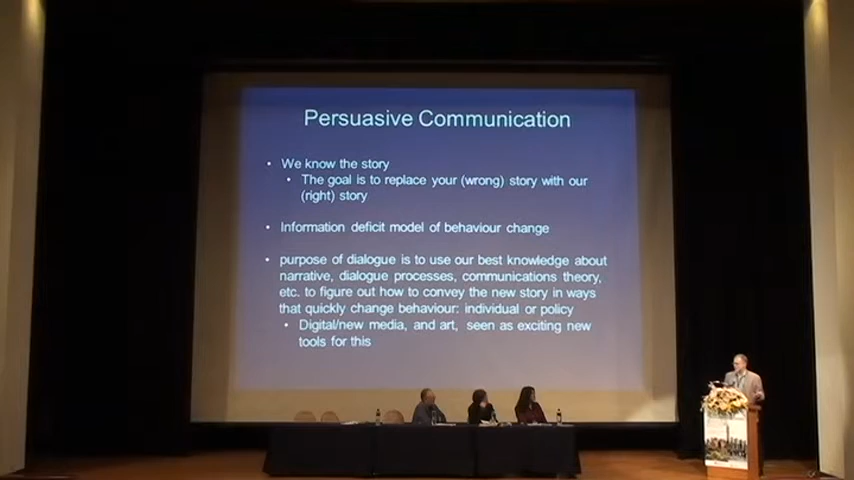 Persuasive Communication
• We know the story
• The goal is to replace your (wrong) story with our
(right) story
• Information deficit model of behaviour change
• purpose of dialogue is to use our best knowledge about
narrative, dialogue processes, communications theory,
etc. to figure out how to convey the new story in ways
that quickly change behaviour: individual or policy
• Digital/new media, and art, seen as exciting new
tools for this